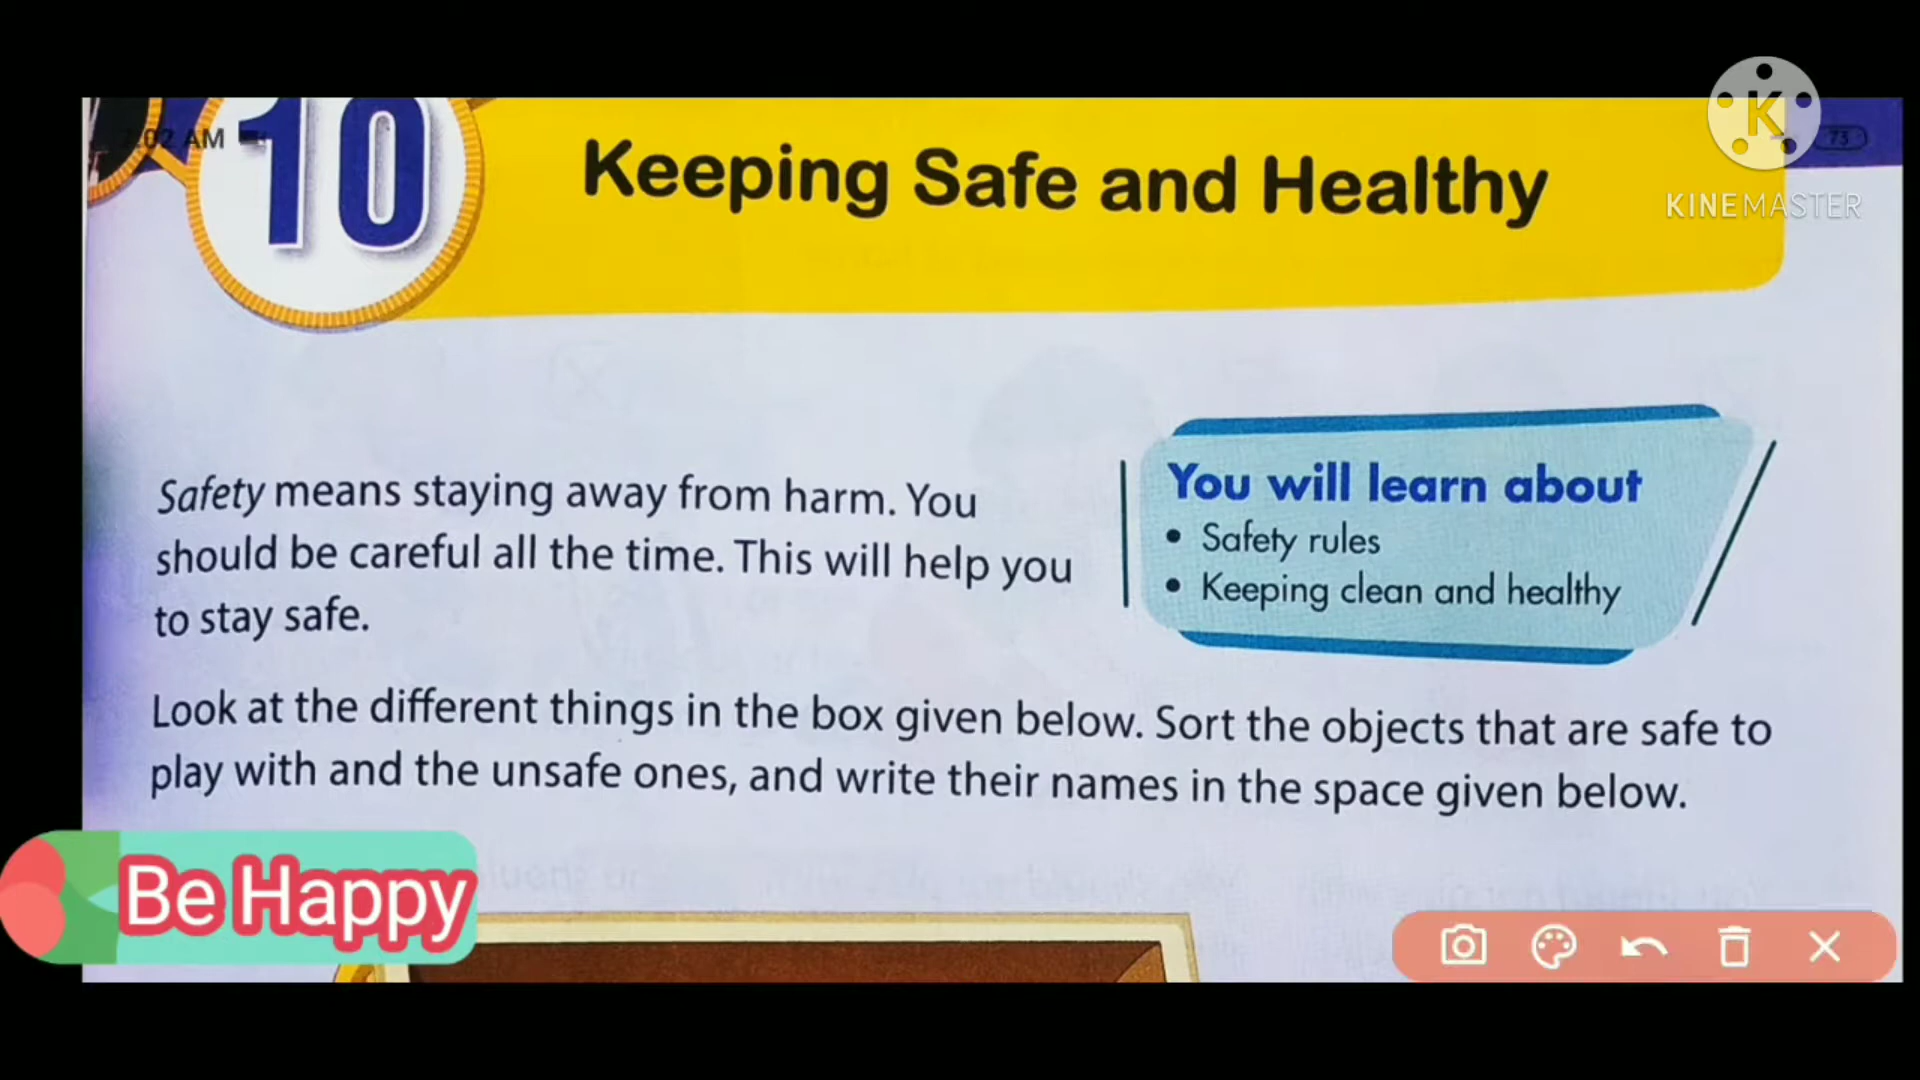 10
Keeping Safe and Healthy
K
KINEMASTER
02 AM
73
Safety means staying away from harm. You
should be careful all the time. This will help you
to stay safe.
You will learn about
• Safety rules
• Keeping clean and healthy
Look at the different things in the box given below. Sort the objects that are safe to
play with and the unsafe ones, and write their names in the space given below.
Be Happy